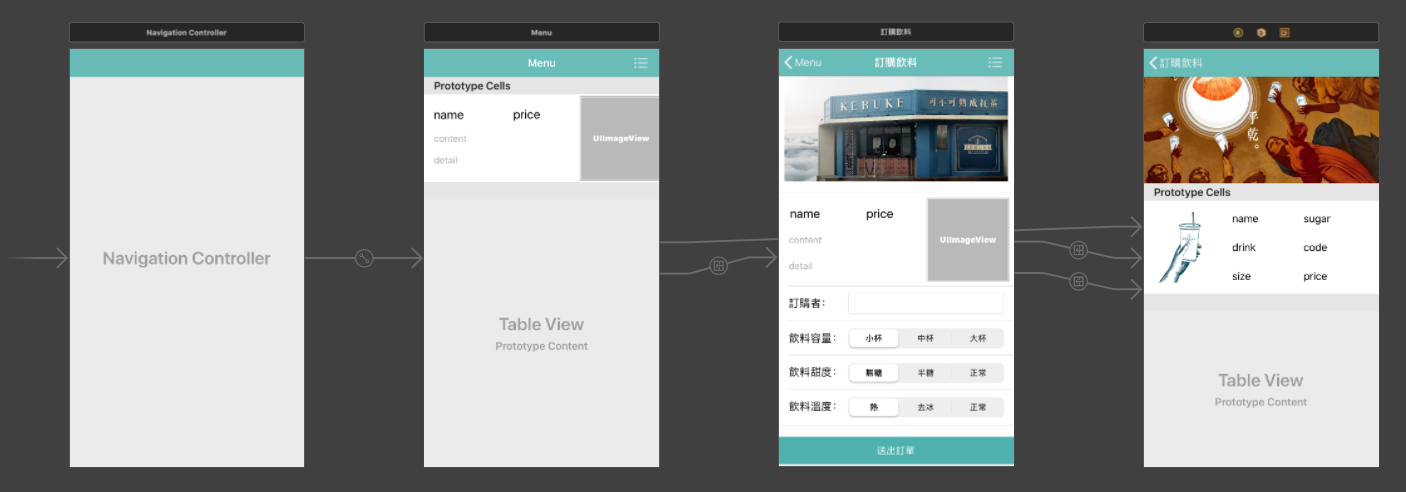 Navigation Controller
Navigation Controller
Menu
Menu
Prototype Cells
name price
content
detail
UIImageView
Table View
Prototype Content
訂購飲料
Menu 訂購飲料
KEBUKE 可不可熟成紅茶
KEBUKE
name price
content
detail
UIImageView
訂購者：
飲料容量： 小杯 中杯 大杯
飲料甜度： 無糖 半糖 正常
飲料溫度： 熱 去冰 正常
送出訂單
訂購飲料
乎乾。
Prototype Cells
name sugar
drink code
size price
Table View
Prototype Content